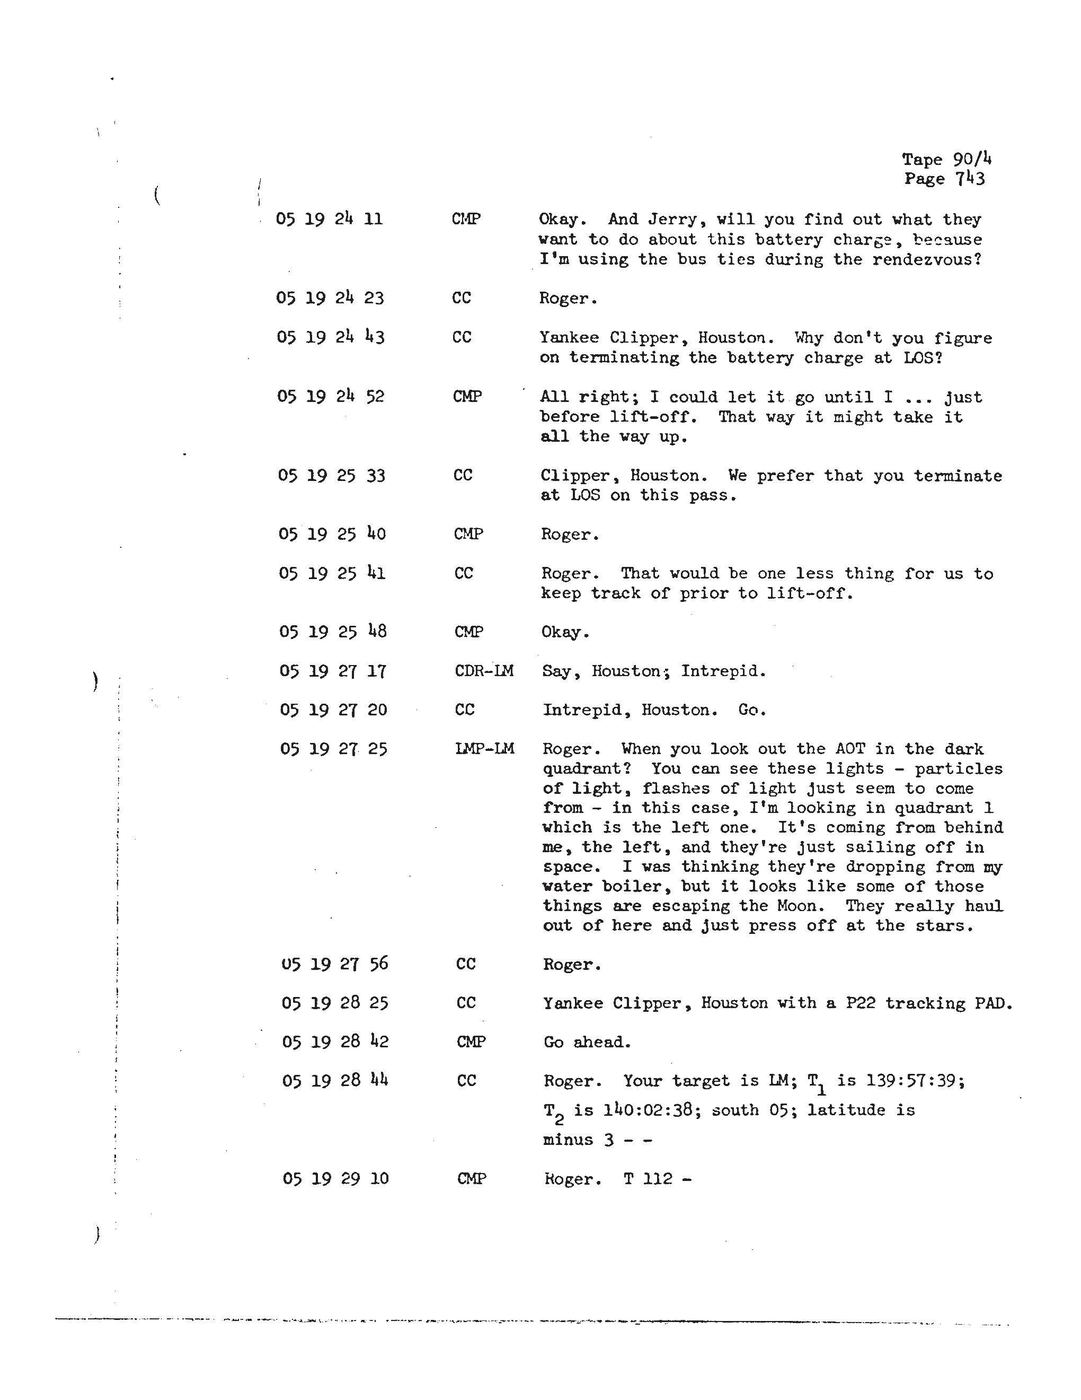 Tape 90/4
Page 743
05 19 24 11 CMP Okay. And Jerry, will you find out what they
want to do about this battery charge, because
I'm using the bus ties during the rendezvous?
05 19 24 23 CC Roger.
05 19 24 43 CC Yankee Clipper, Houston. Why don't you figure
on terminating the battery charge at LOS?
05 19 24 52 CMP All right; I could let it go until I ... just
before lift-off. That way it might take it
all the way up.
05 19 25 33 CC Clipper, Houston. We prefer that you terminate
at LOS on this pass.
05 19 25 40 CMP Roger.
05 19 25 41 CC Roger. That would be one less thing for us to
keep track of prior to lift-off.
05 19 25 48 CMP Okay.
05 19 27 17 CDR-LM Say, Houston; Intrepid.
05 19 27 20 CC Intrepid, Houston. Go.
05 19 27 25 LMP-LM Roger. When you look out the AOT in the dark
quadrant? You can see these lights - particles
of light, flashes of light just seem to come
from - in this case, I'm looking in quadrant 1
which is the left one. It's coming from behind
me, the left, and they're just sailing off in
space. I was thinking they're dropping from my
water boiler, but it looks like some of those
things are escaping the Moon. They really haul
out of here and just press off at the stars.
05 19 27 56 CC Roger.
05 19 28 25 CC Yankee Clipper, Houston with a P22 tracking PAD.
05 19 28 42 CMP Go ahead.
05 19 28 44 CC Roger. Your target is LM; T1 is 139:57:39;
T2 is 140:02:38; south 05; latitude is
minus 3 - -
05 19 29 10 CMP Roger. T 112 -